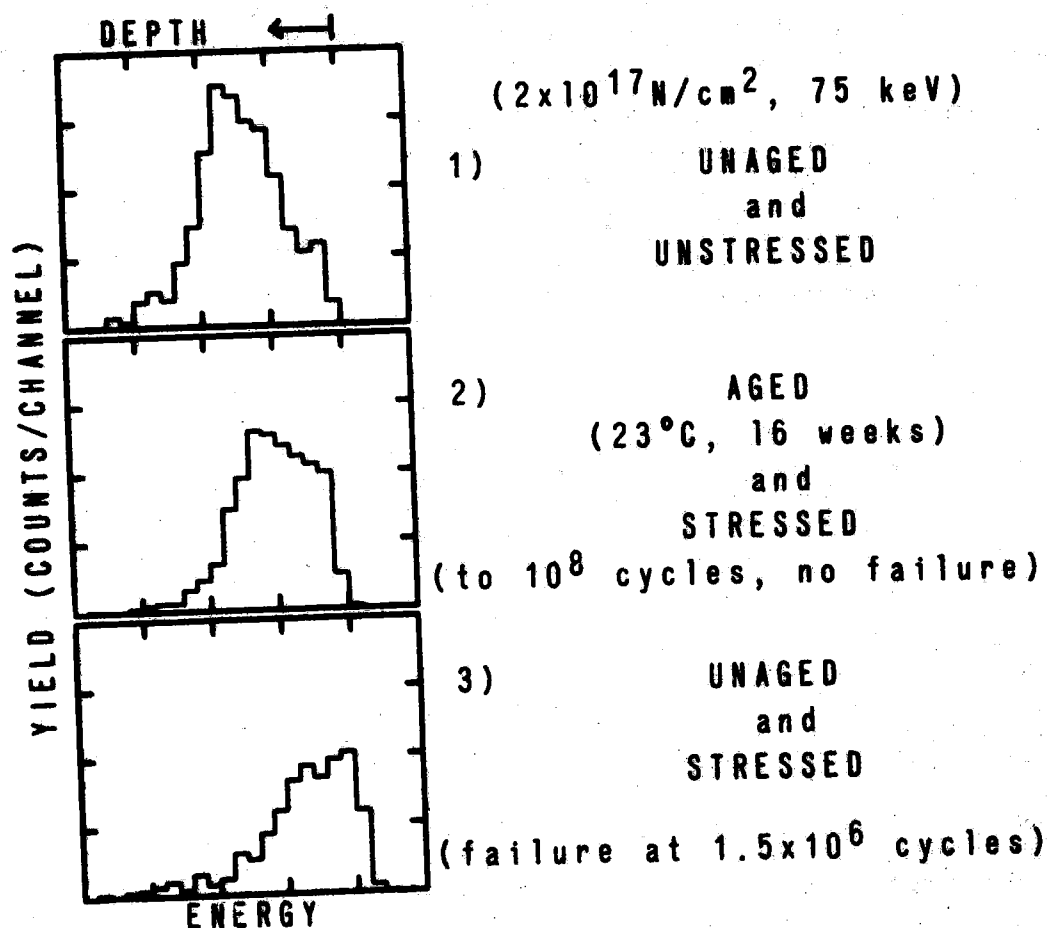 DEPTH
(2x10¹⁷N/cm², 75 keV)
1)
UNAGED
and
UNSTRESSED
2)
AGED
(23°C, 16 weeks)
and
STRESSED
(to 10⁸ cycles, no failure)
3)
UNAGED
and
STRESSED
(failure at 1.5x10⁶ cycles)
YIELD (COUNTS/CHANNEL)
ENERGY